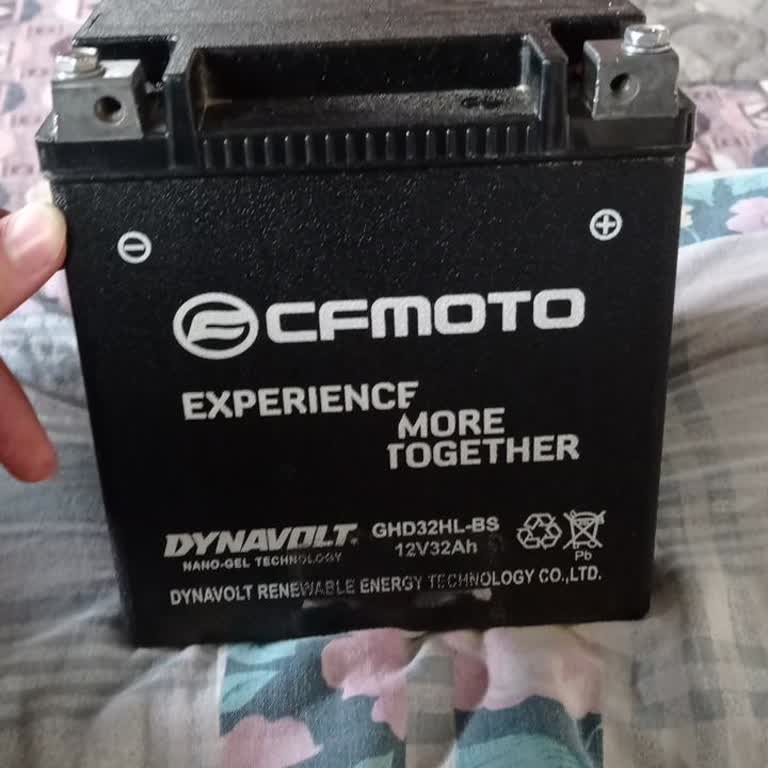 CFMOTO
EXPERIENCE
MORE
TOGETHER
DYNAVOLT
NANO-GEL TECHNOLOGY
GHD32HL-BS
12V32Ah
Pb
DYNAVOLT RENEWABLE ENERGY TECHNOLOGY CO.,LTD.